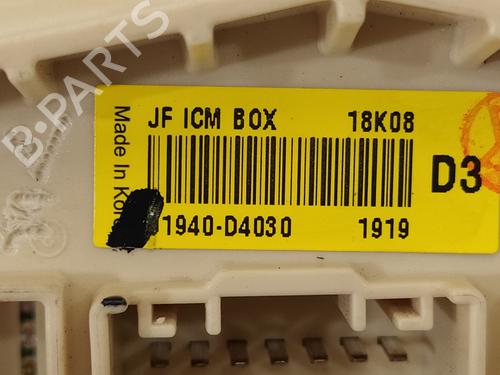 B-PARTS
JF ICM BOX 18K08
Made In Kor
D3
1940-D4030 1919